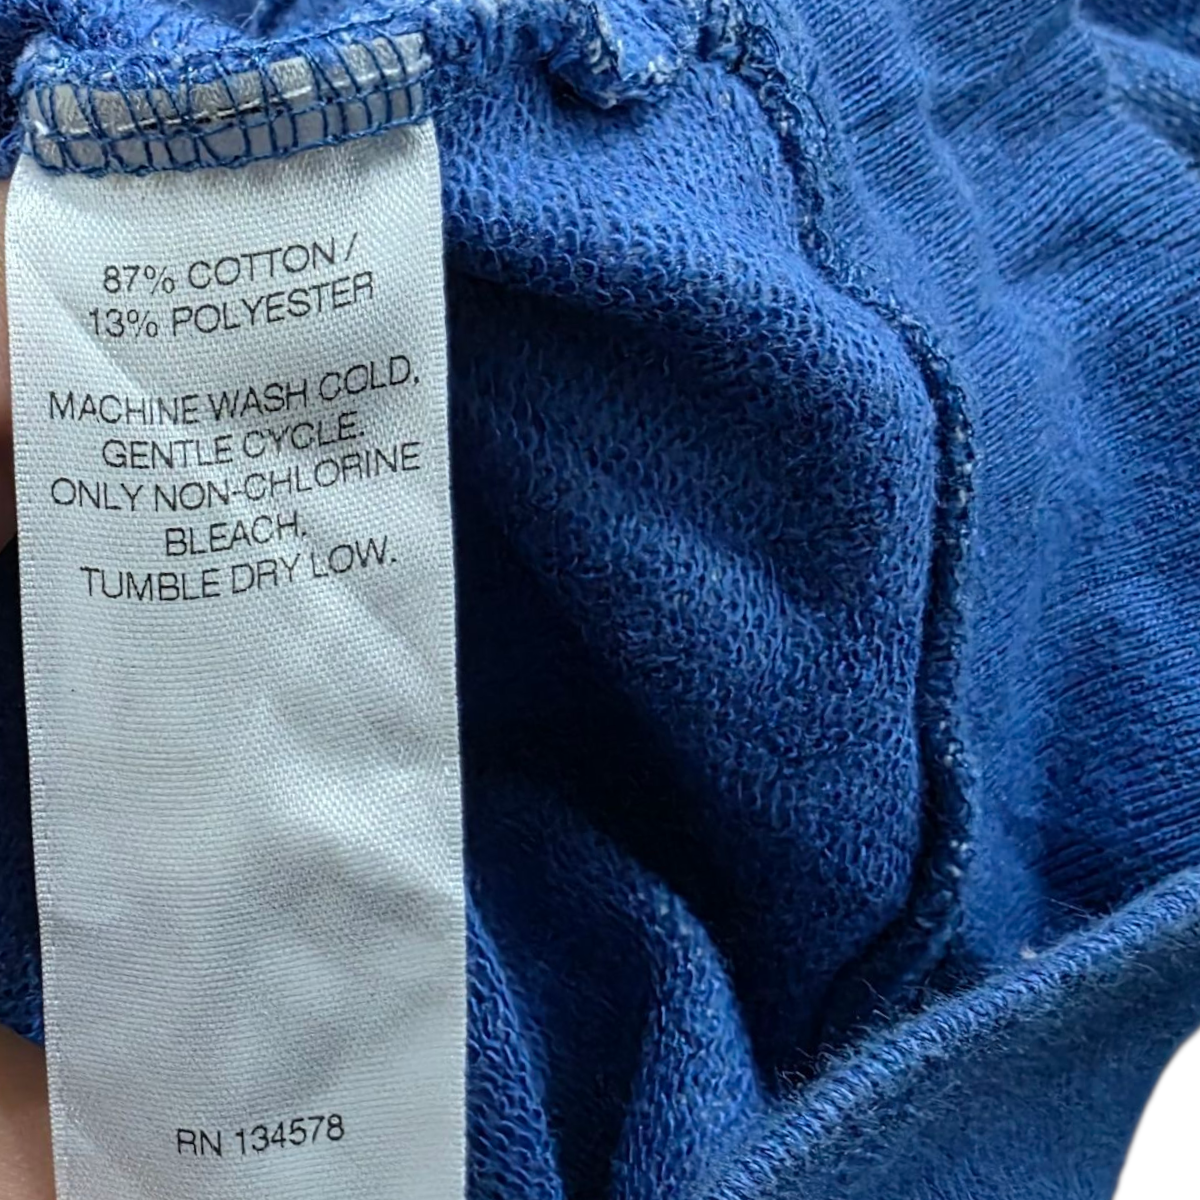 87% COTTON /
13% POLYESTER
MACHINE WASH COLD,
GENTLE CYCLE.
ONLY NON-CHLORINE
BLEACH.
TUMBLE DRY LOW.
RN 134578